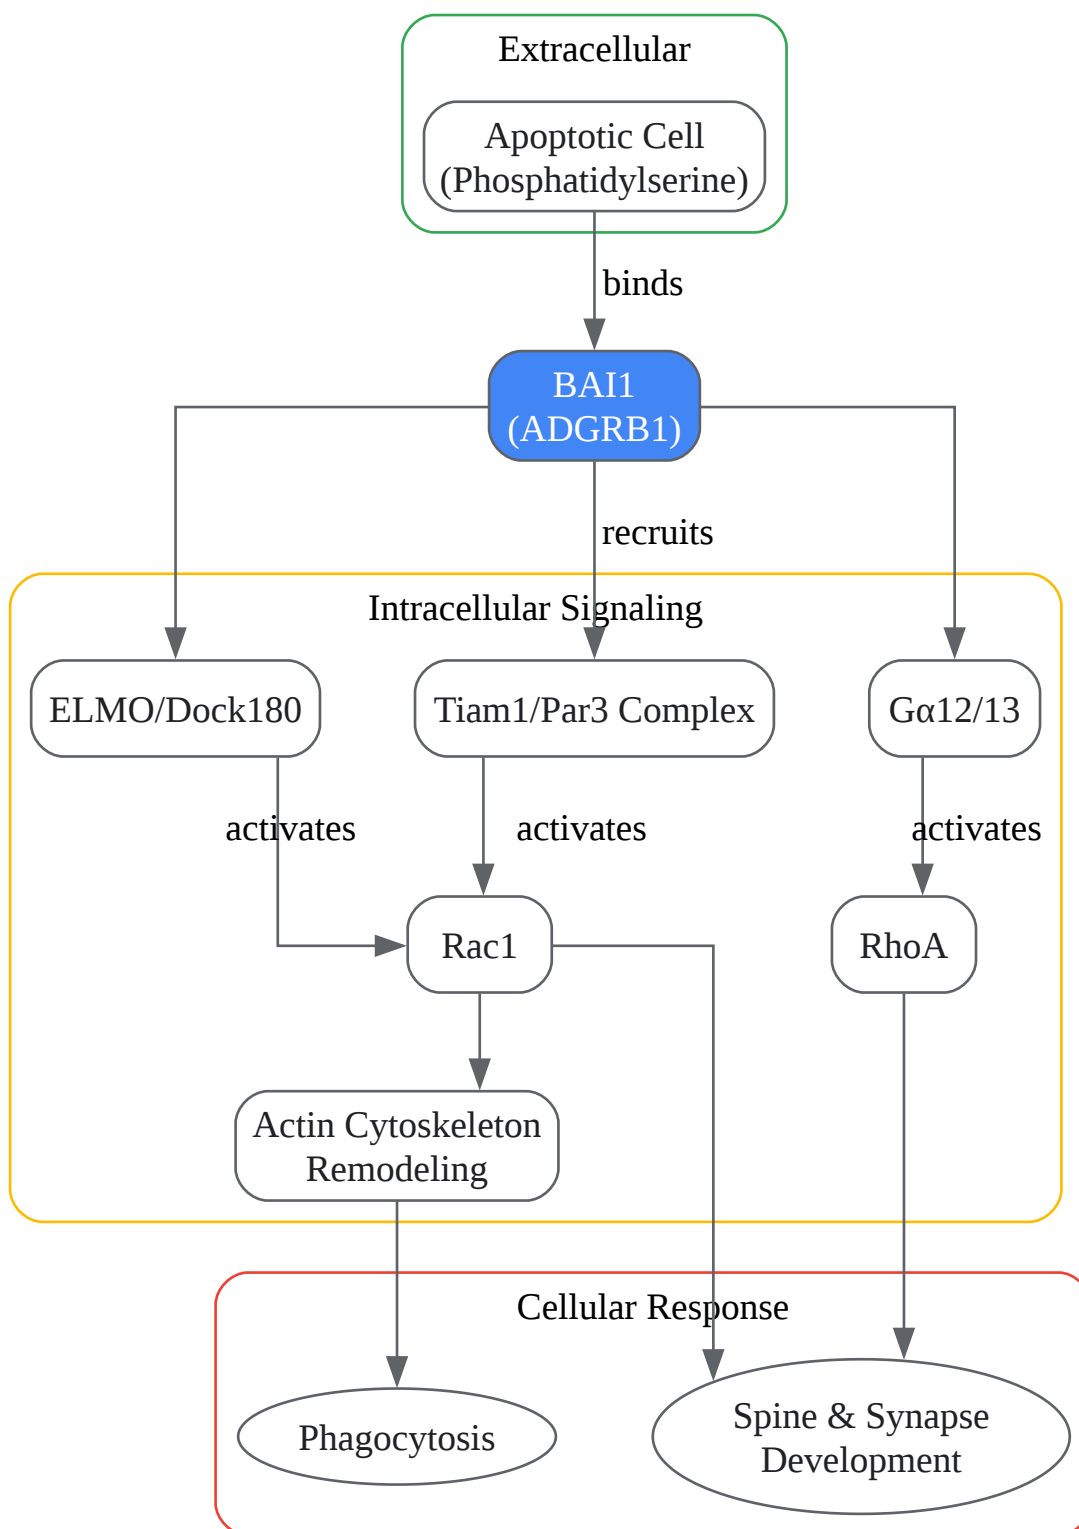 Extracellular
Apoptotic Cell
(Phosphatidylserine)
binds
BAI1
(ADGRB1)
recruits
Intracellular Signaling
ELMO/Dock180
Tiam1/Par3 Complex
Gα12/13
activates
activates
activates
Rac1
RhoA
Actin Cytoskeleton
Remodeling
Cellular Response
Phagocytosis
Spine & Synapse
Development